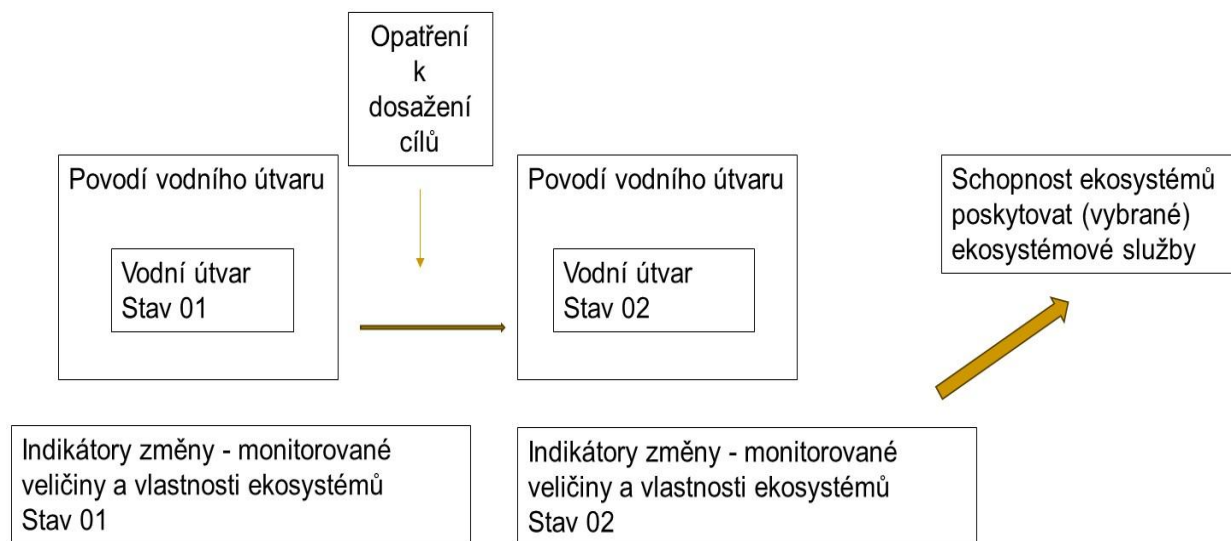 Opatření
k
dosažení
cílů
Povodí vodního útvaru
Vodní útvar
Stav 01
Povodí vodního útvaru
Vodní útvar
Stav 02
Schopnost ekosystémů
poskytovat (vybrané)
ekosystémové služby
Indikátory změny - monitorované
veličiny a vlastnosti ekosystémů
Stav 01
Indikátory změny - monitorované
veličiny a vlastnosti ekosystémů
Stav 02